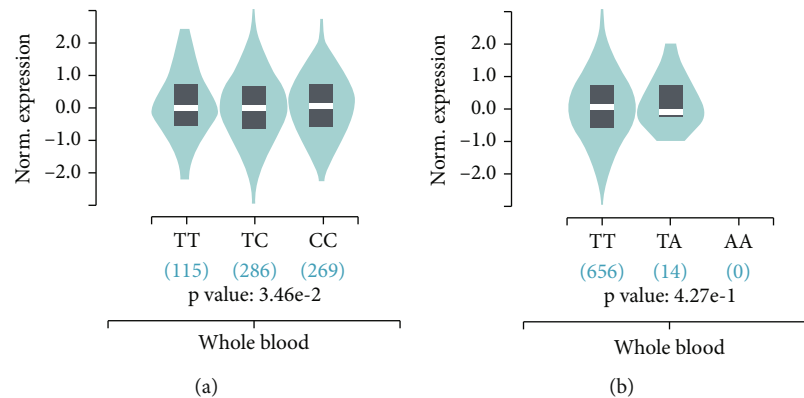 Norm. expression
2.0
1.0
0.0
−1.0
−2.0
TT TC CC
(115) (286) (269)
p value: 3.46e-2
Whole blood
(a)
Norm. expression
2.0
1.0
0.0
−1.0
−2.0
TT TA AA
(656) (14) (0)
p value: 4.27e-1
Whole blood
(b)